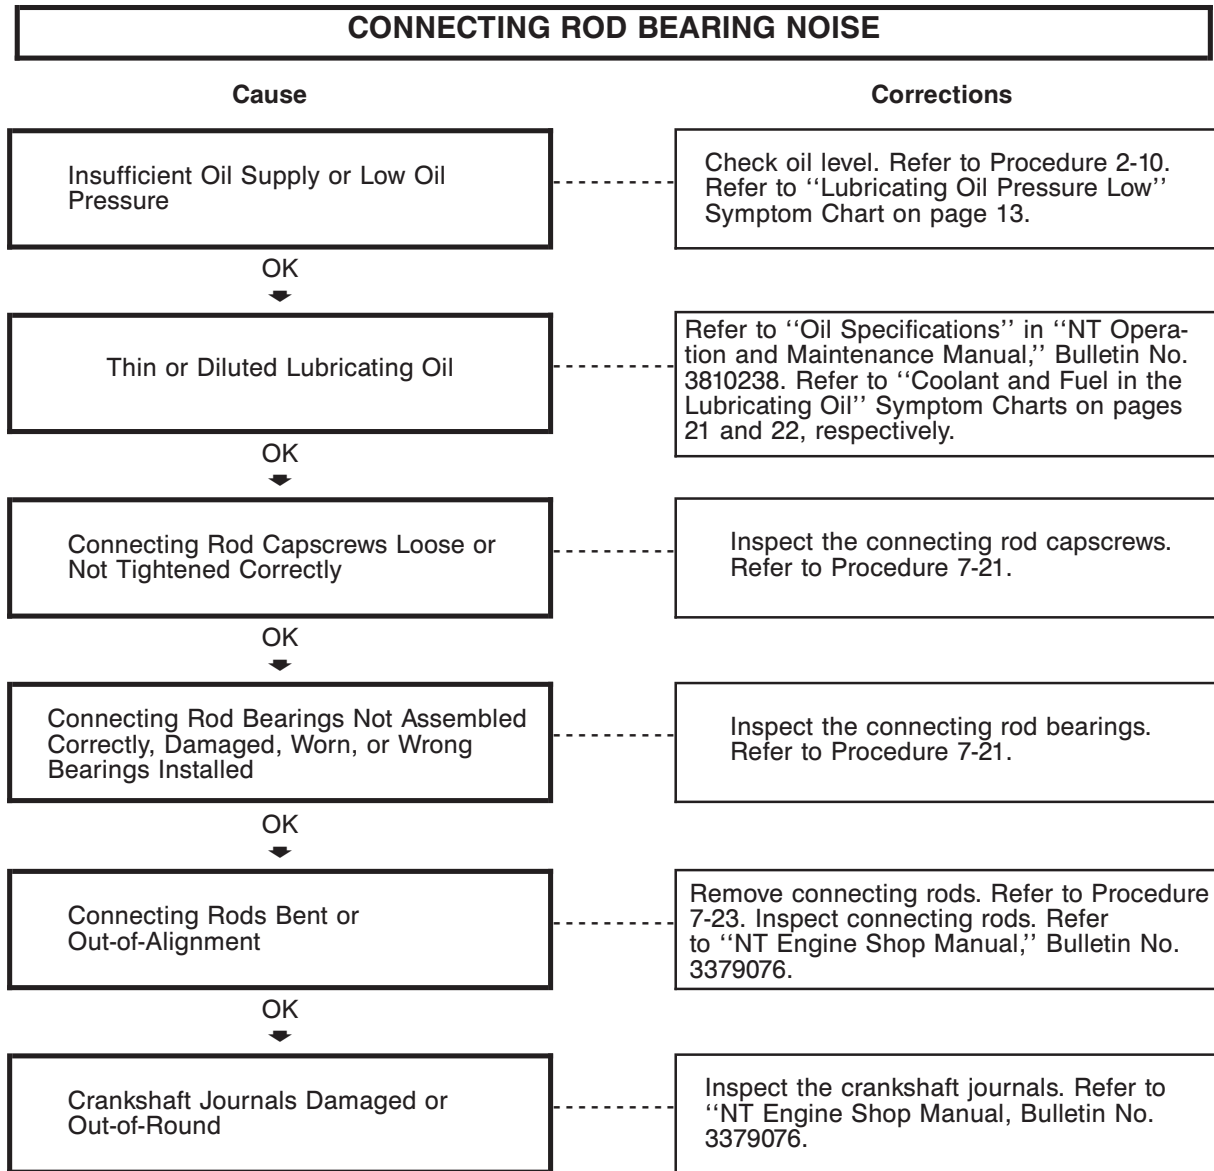 CONNECTING ROD BEARING NOISE
Cause
Corrections
Insufficient Oil Supply or Low Oil
Pressure
Check oil level. Refer to Procedure 2-10.
Refer to ‘‘Lubricating Oil Pressure Low’’
Symptom Chart on page 13.
OK
Thin or Diluted Lubricating Oil
Refer to ‘‘Oil Specifications’’ in ‘‘NT Opera-
tion and Maintenance Manual,’’ Bulletin No.
3810238. Refer to ‘‘Coolant and Fuel in the
Lubricating Oil’’ Symptom Charts on pages
21 and 22, respectively.
OK
Connecting Rod Capscrews Loose or
Not Tightened Correctly
Inspect the connecting rod capscrews.
Refer to Procedure 7-21.
OK
Connecting Rod Bearings Not Assembled
Correctly, Damaged, Worn, or Wrong
Bearings Installed
Inspect the connecting rod bearings.
Refer to Procedure 7-21.
OK
Connecting Rods Bent or
Out-of-Alignment
Remove connecting rods. Refer to Procedure
7-23. Inspect connecting rods. Refer
to ‘‘NT Engine Shop Manual,’’ Bulletin No.
3379076.
OK
Crankshaft Journals Damaged or
Out-of-Round
Inspect the crankshaft journals. Refer to
‘‘NT Engine Shop Manual, Bulletin No.
3379076.